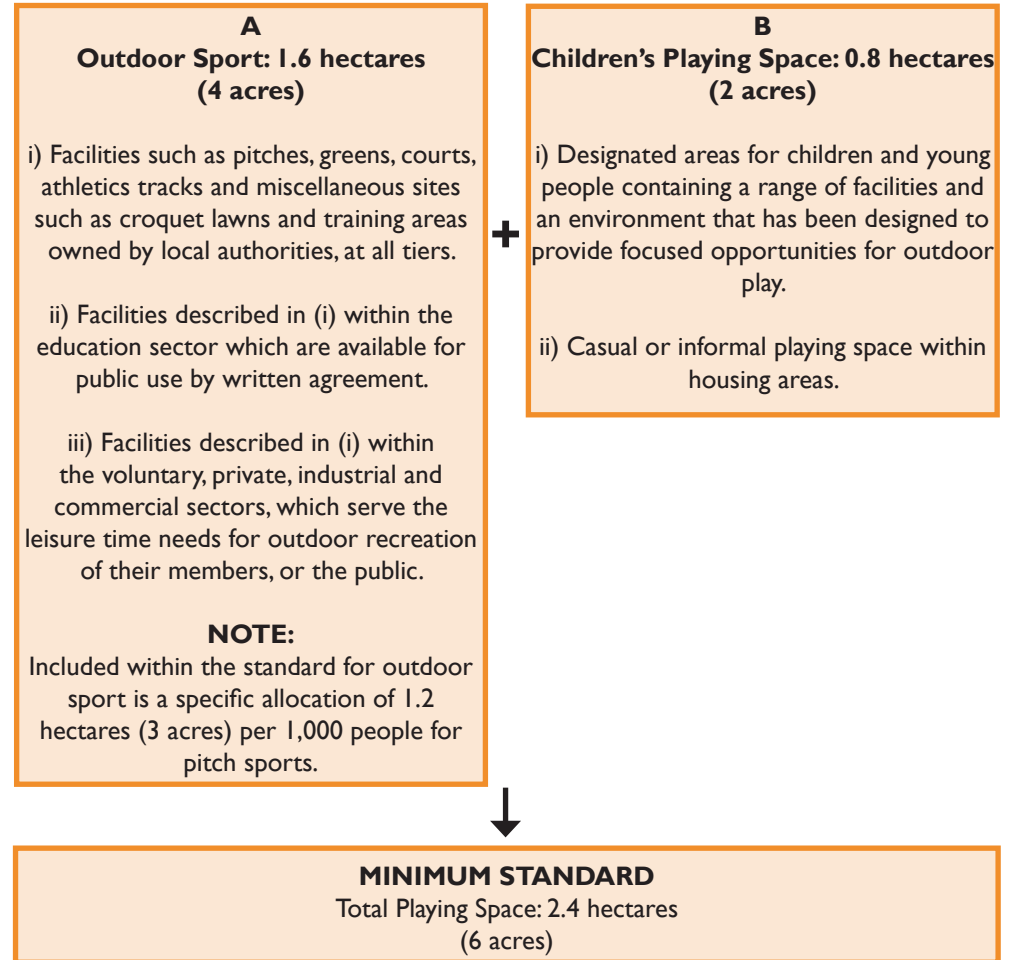 A
Outdoor Sport: 1.6 hectares
(4 acres)
i) Facilities such as pitches, greens, courts,
athletics tracks and miscellaneous sites
such as croquet lawns and training areas
owned by local authorities, at all tiers.
ii) Facilities described in (i) within the
education sector which are available for
public use by written agreement.
iii) Facilities described in (i) within
the voluntary, private, industrial and
commercial sectors, which serve the
leisure time needs for outdoor recreation
of their members, or the public.
NOTE:
Included within the standard for outdoor
sport is a specific allocation of 1.2
hectares (3 acres) per 1,000 people for
pitch sports.
+
B
Children's Playing Space: 0.8 hectares
(2 acres)
i) Designated areas for children and young
people containing a range of facilities and
an environment that has been designed to
provide focused opportunities for outdoor
play.
ii) Casual or informal playing space within
housing areas.
MINIMUM STANDARD
Total Playing Space: 2.4 hectares
(6 acres)